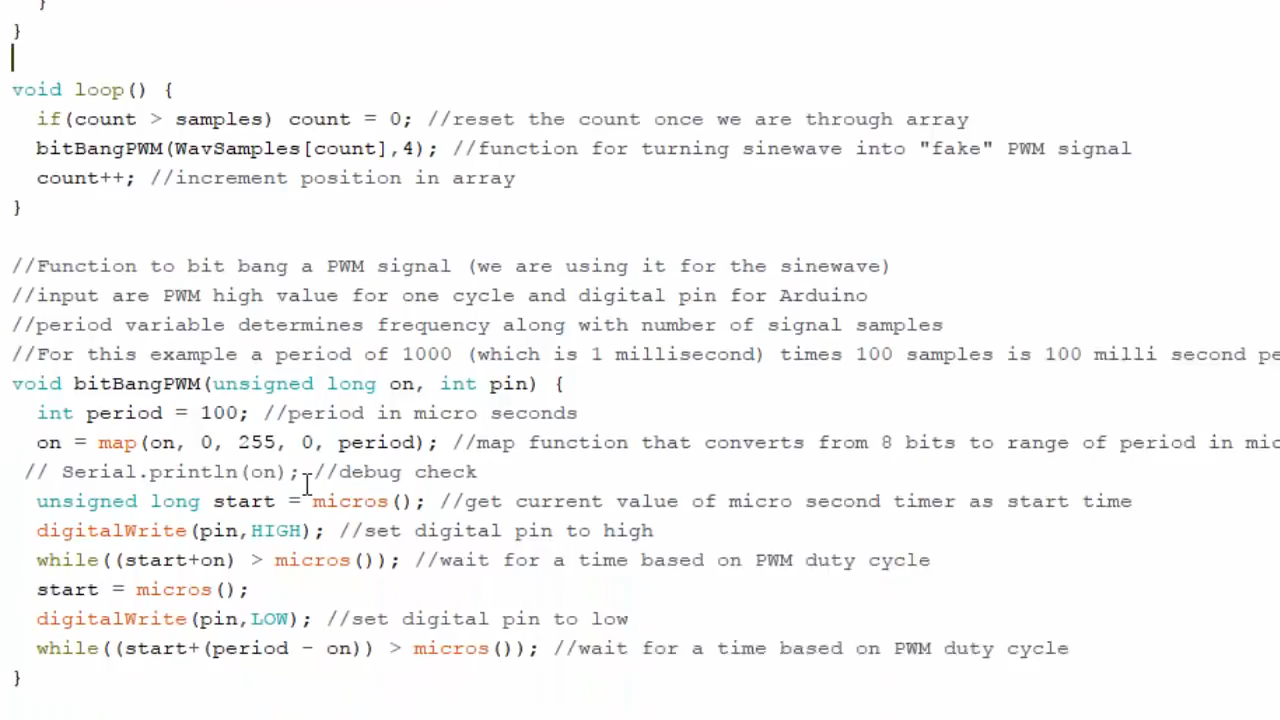 }
}
void loop() {
if(count > samples) count = 0; //reset the count once we are through array
bitBangPWM(WavSamples[count],4); //function for turning sinewave into "fake" PWM signal
count++; //increment position in array
}
//Function to bit bang a PWM signal (we are using it for the sinewave)
//input are PWM high value for one cycle and digital pin for Arduino
//period variable determines frequency along with number of signal samples
//For this example a period of 1000 (which is 1 millisecond) times 100 samples is 100 milli second pe
void bitBangPWM(unsigned long on, int pin) {
int period = 100; //period in micro seconds
on = map(on, 0, 255, 0, period); //map function that converts from 8 bits to range of period in mic
// Serial.println(on); //debug check
unsigned long start = micros(); //get current value of micro second timer as start time
digitalWrite(pin,HIGH); //set digital pin to high
while((start+on) > micros()); //wait for a time based on PWM duty cycle
start = micros();
digitalWrite(pin,LOW); //set digital pin to low
while((start+(period - on)) > micros()); //wait for a time based on PWM duty cycle
}